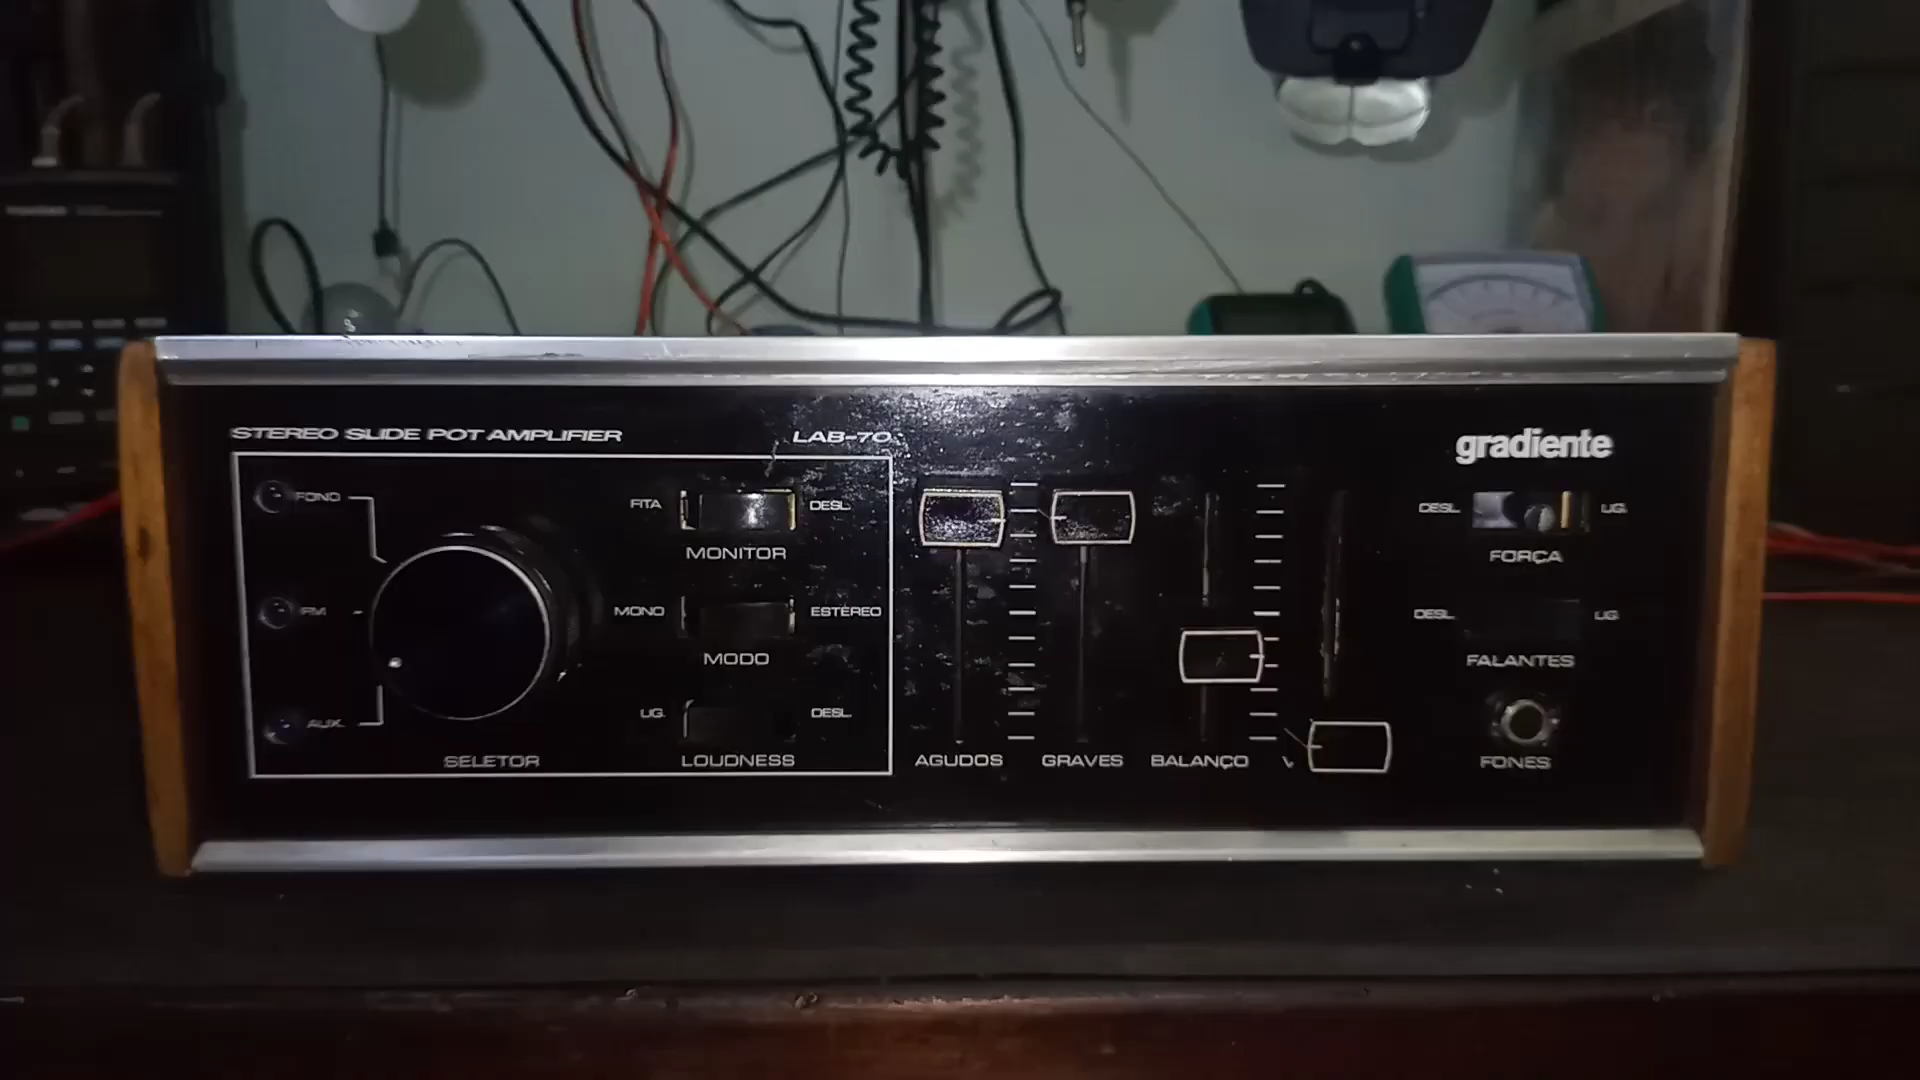 STEREO SLIDE POT AMPLIFIER
LAB-70
gradiente
FONO
FM
AUX.
SELETOR
FITA
DESL.
MONITOR
MONO
ESTÉREO
MODO
LIG.
DESL.
LOUDNESS
AGUDOS
GRAVES
BALANÇO
V
DESL.
LIG.
FORÇA
DESL.
LIG.
FALANTES
FONES